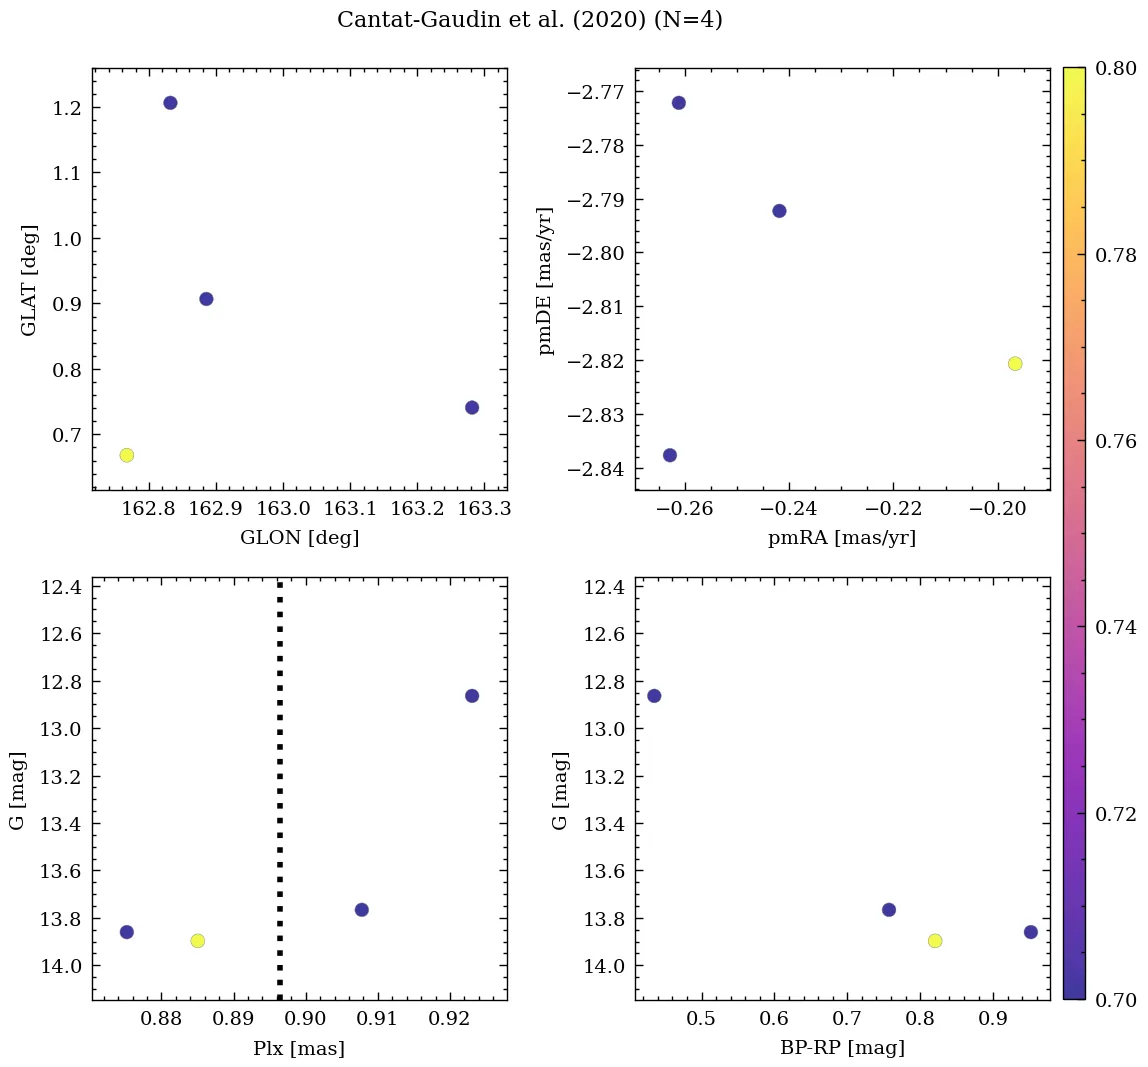 Cantat-Gaudin et al. (2020) (N=4)
GLAT [deg]
1.2
1.1
1.0
0.9
0.8
0.7
162.8 162.9 163.0 163.1 163.2 163.3
GLON [deg]
pmDE [mas/yr]
−2.77
−2.78
−2.79
−2.80
−2.81
−2.82
−2.83
−2.84
−0.26 −0.24 −0.22 −0.20
pmRA [mas/yr]
G [mag]
12.4
12.6
12.8
13.0
13.2
13.4
13.6
13.8
14.0
0.88 0.89 0.90 0.91 0.92
Plx [mas]
G [mag]
12.4
12.6
12.8
13.0
13.2
13.4
13.6
13.8
14.0
0.5 0.6 0.7 0.8 0.9
BP-RP [mag]
0.80
0.78
0.76
0.74
0.72
0.70